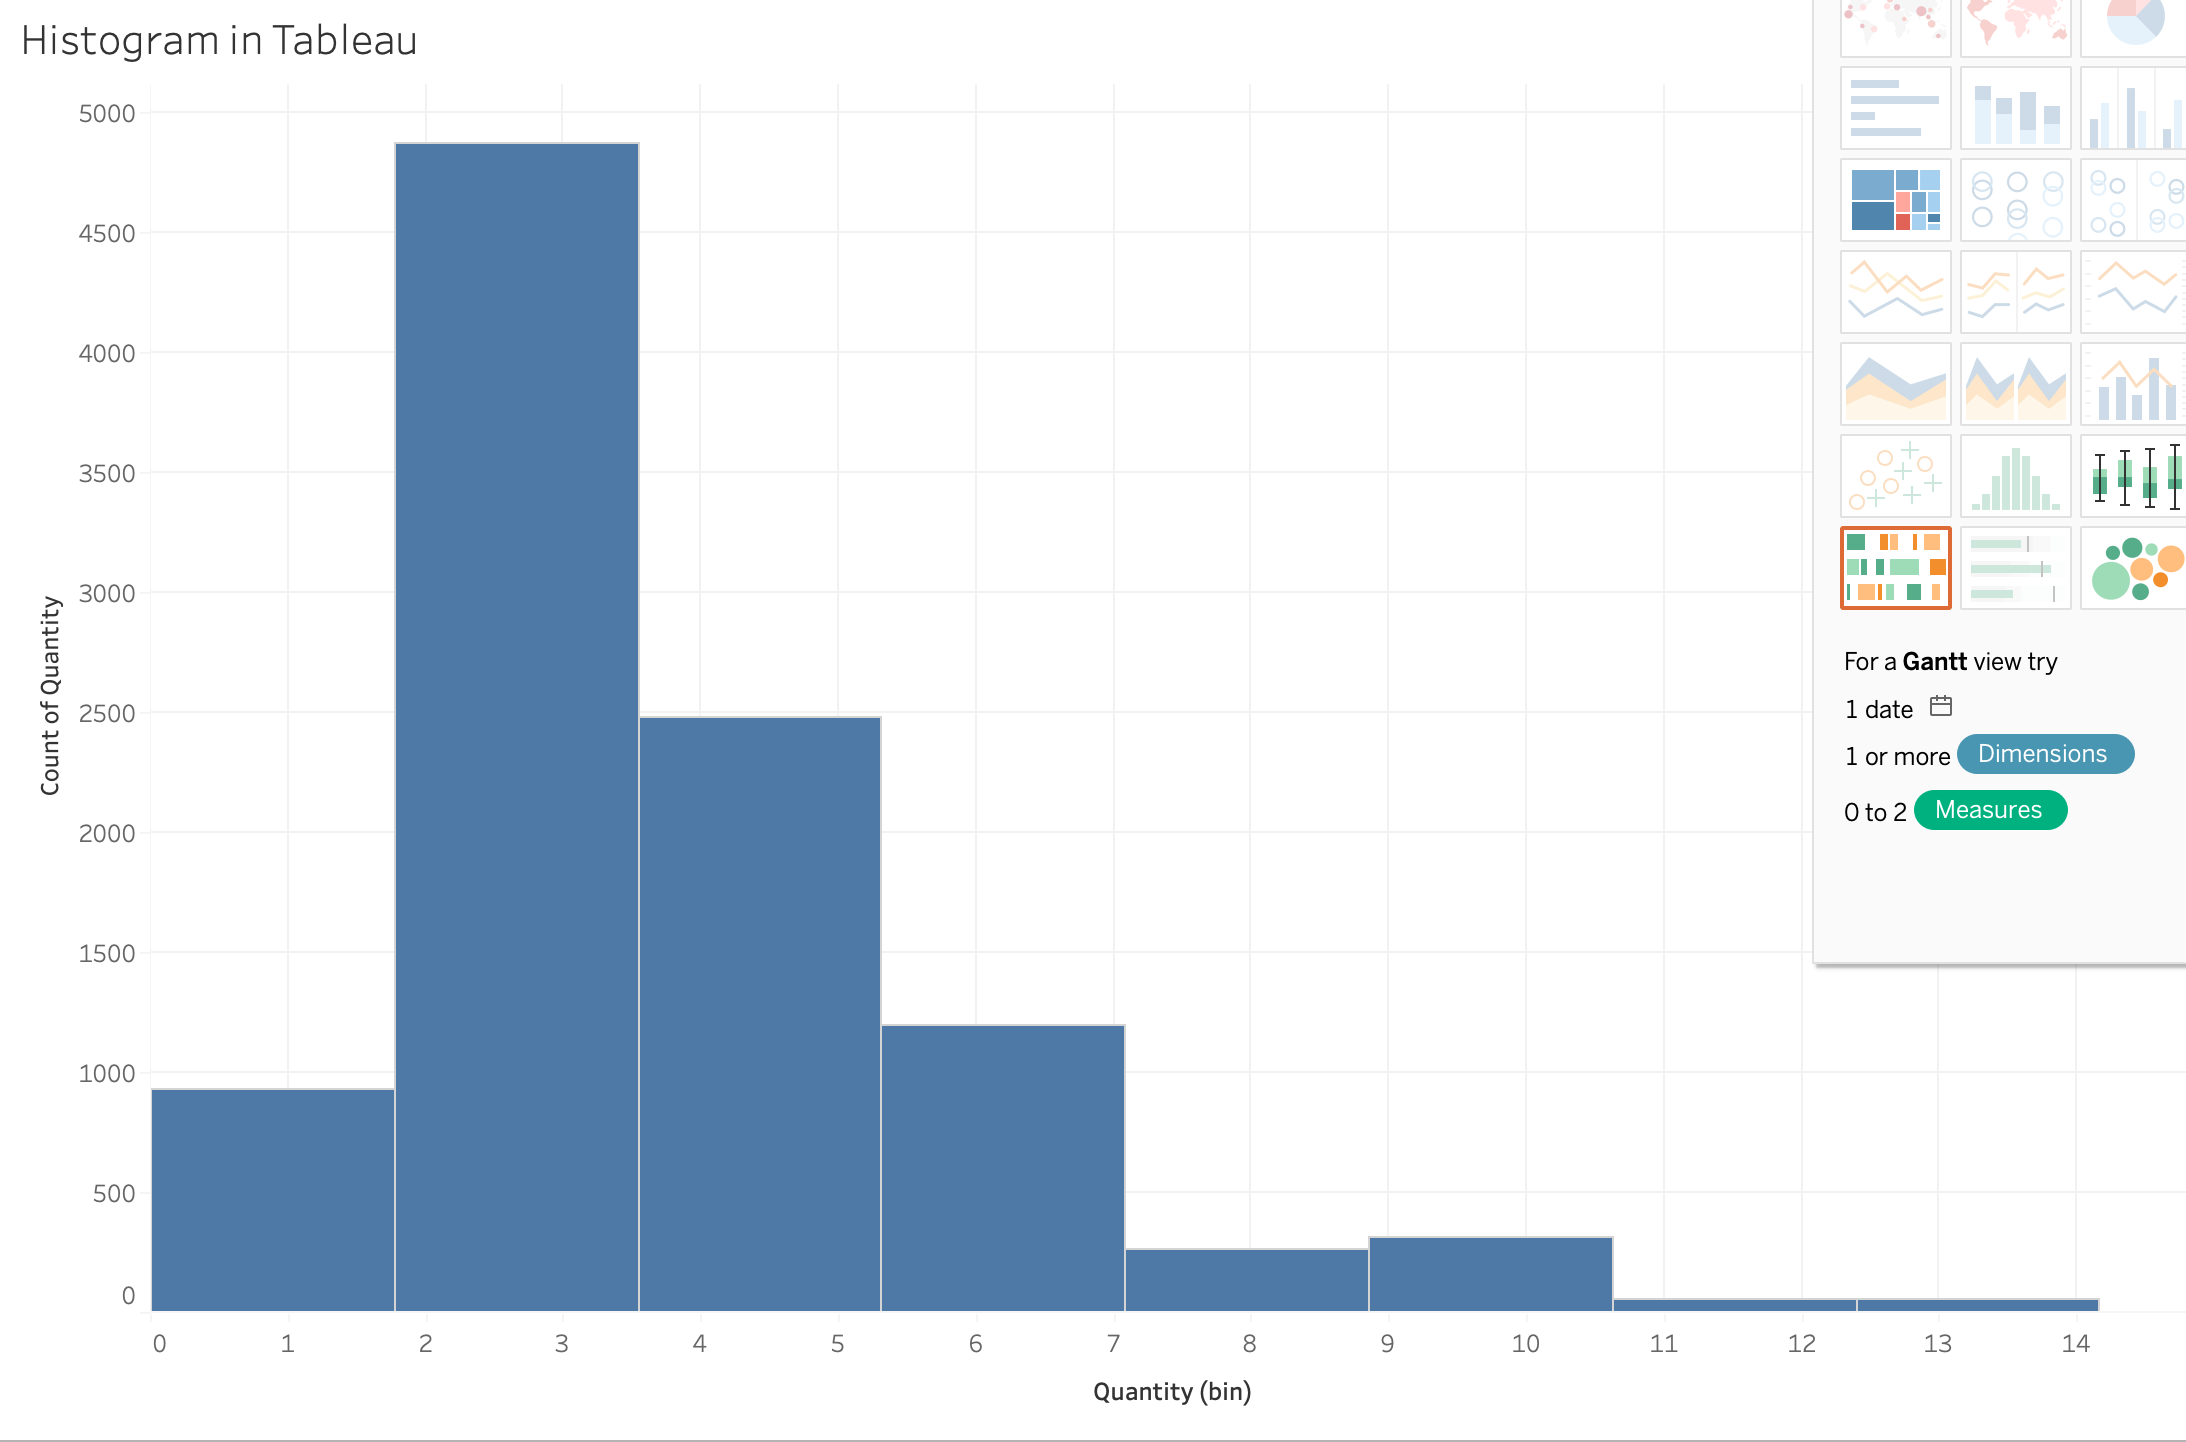 Histogram in Tableau
5000
4500
4000
3500
3000
2500
2000
1500
1000
500
0
Count of Quantity
0 1 2 3 4 5 6 7 8 9 10 11 12 13 14
Quantity (bin)
For a Gantt view try
1 date
1 or more Dimensions
0 to 2 Measures